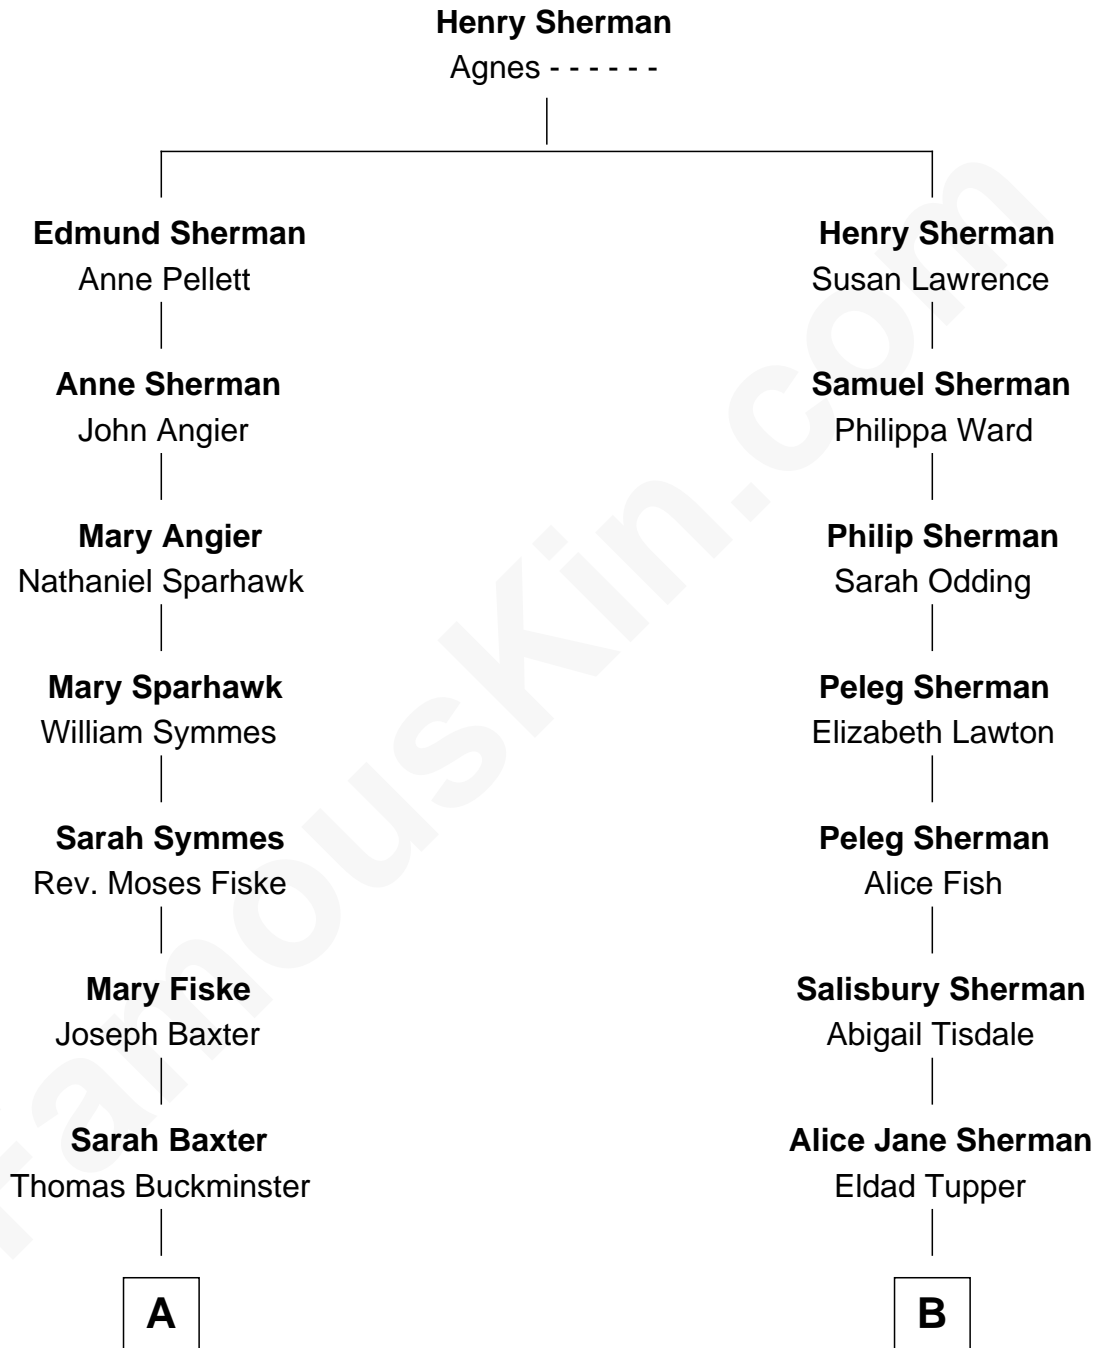 Henry Sherman
Agnes - - - - - -
Edmund Sherman
Anne Pellett
Henry Sherman
Susan Lawrence
Anne Sherman
John Angier
Samuel Sherman
Philippa Ward
Mary Angier
Nathaniel Sparhawk
Philip Sherman
Sarah Odding
Mary Sparhawk
William Symmes
Peleg Sherman
Elizabeth Lawton
Sarah Symmes
Rev. Moses Fiske
Peleg Sherman
Alice Fish
Mary Fiske
Joseph Baxter
Salisbury Sherman
Abigail Tisdale
Sarah Baxter
Thomas Buckminster
Alice Jane Sherman
Eldad Tupper
A
B
FamousKin.com